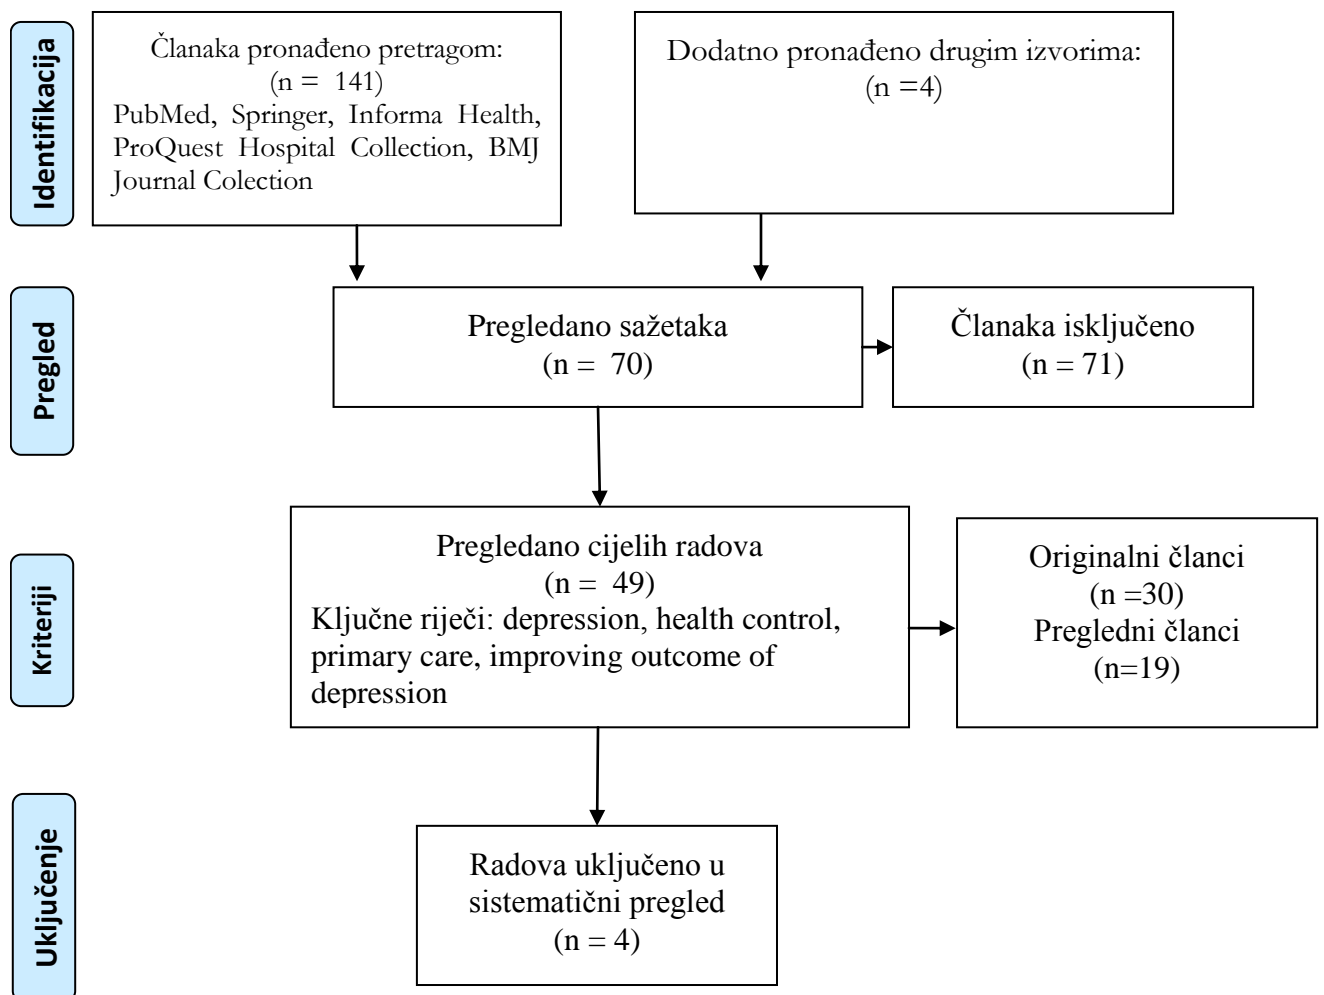 Identifikacija
Članaka pronađeno pretragom:
(n = 141)
PubMed, Springer, Informa Health,
ProQuest Hospital Collection, BMJ
Journal Colection
Dodatno pronađeno drugim izvorima:
(n =4)
Pregled
Pregledano sažetaka
(n = 70)
Članaka isključeno
(n = 71)
Kriteriji
Pregledano cijelih radova
(n = 49)
Ključne riječi: depression, health control,
primary care, improving outcome of
depression
Originalni članci
(n =30)
Pregledni članci
(n=19)
Uključenje
Radova uključeno u
sistematični pregled
(n = 4)